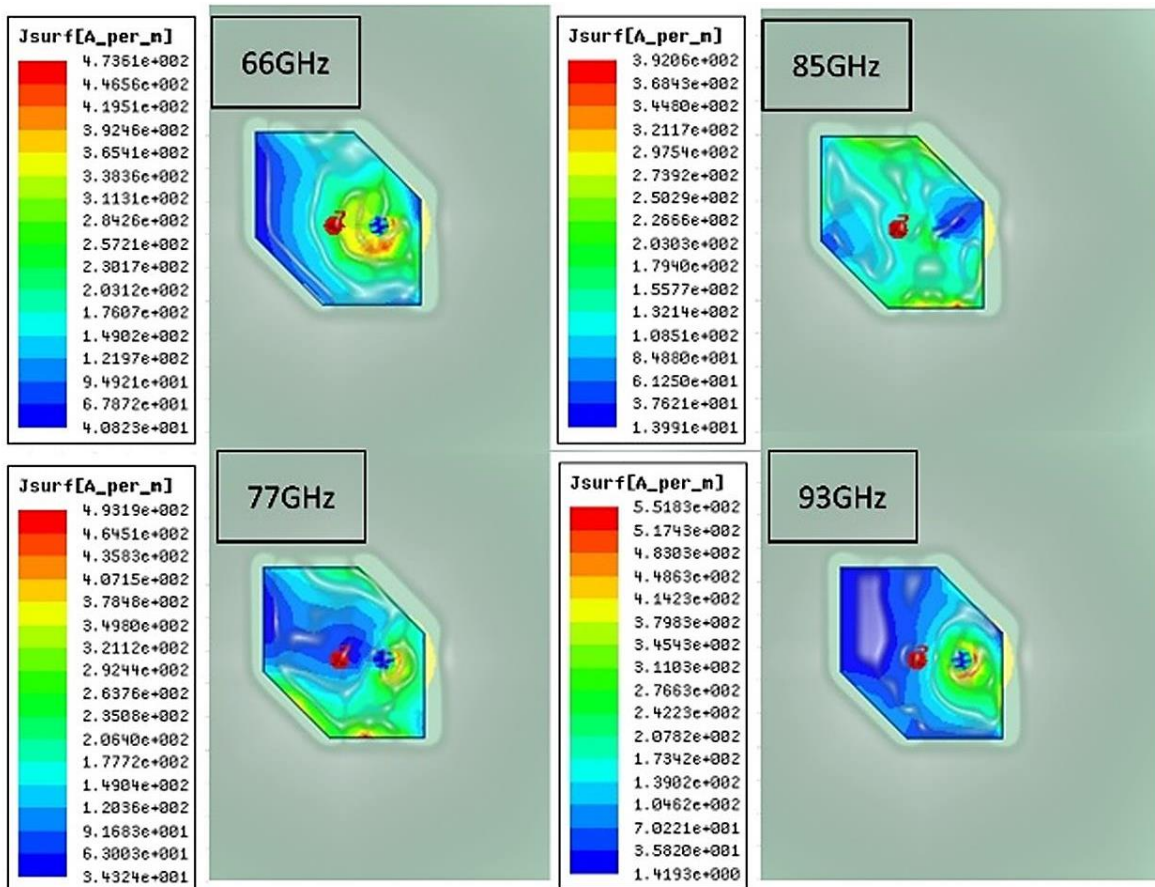 Jsurf[A_per_m]
4.7361e+002
4.4656e+002
4.1951e+002
3.9246e+002
3.6541e+002
3.3836e+002
3.1131e+002
2.8426e+002
2.5721e+002
2.3017e+002
2.0312e+002
1.7607e+002
1.4902e+002
1.2197e+002
9.4921e+001
6.7872e+001
4.0823e+001
66GHz
Jsurf[A_per_m]
3.9206e+002
3.6843e+002
3.4480e+002
3.2117e+002
2.9754e+002
2.7392e+002
2.5029e+002
2.2666e+002
2.0303e+002
1.7940e+002
1.5577e+002
1.3214e+002
1.0851e+002
8.4880e+001
6.1250e+001
3.7621e+001
1.3991e+001
85GHz
Jsurf[A_per_m]
4.9319e+002
4.6451e+002
4.3583e+002
4.0715e+002
3.7848e+002
3.4980e+002
3.2112e+002
2.9244e+002
2.6376e+002
2.3508e+002
2.0640e+002
1.7772e+002
1.4904e+002
1.2036e+002
9.1683e+001
6.3003e+001
3.4324e+001
77GHz
Jsurf[A_per_m]
5.5183e+002
5.1743e+002
4.8303e+002
4.4863e+002
4.1423e+002
3.7983e+002
3.4543e+002
3.1103e+002
2.7663e+002
2.4223e+002
2.0782e+002
1.7342e+002
1.3902e+002
1.0462e+002
7.0221e+001
3.5820e+001
1.4193e+000
93GHz